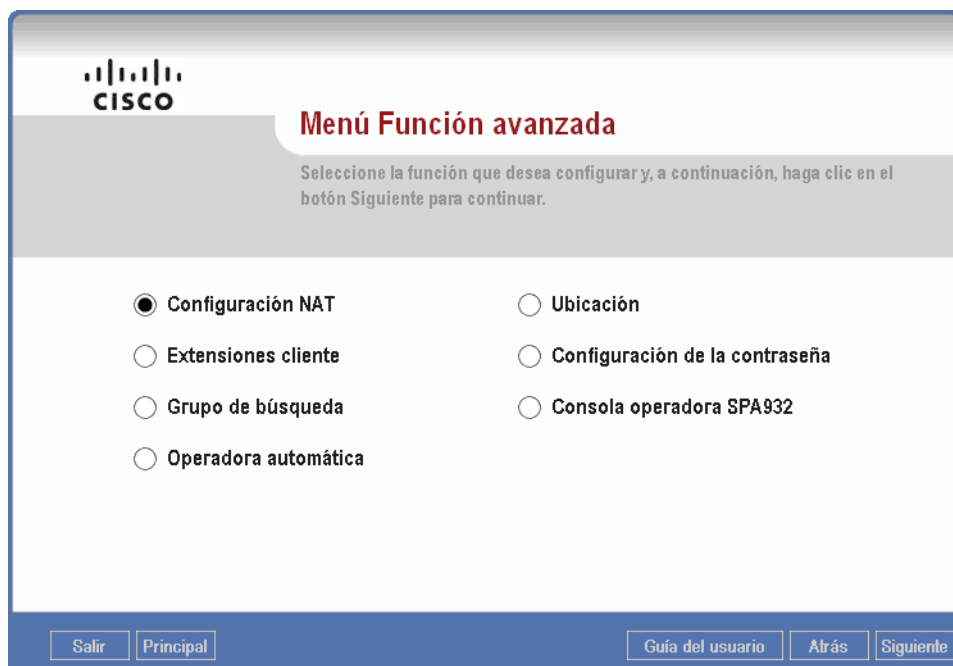 CISCO
Menú Función avanzada
Seleccione la función que desea configurar y, a continuación, haga clic en el
botón Siguiente para continuar.
Configuración NAT
Ubicación
Extensiones cliente
Configuración de la contraseña
Grupo de búsqueda
Consola operadora SPA932
Operadora automática
Salir
Principal
Guía del usuario
Atrás
Siguiente